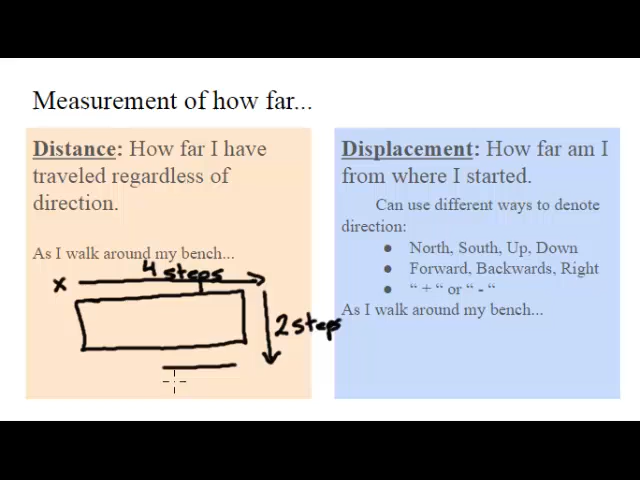 Measurement of how far...
Distance: How far I have
traveled regardless of
direction.
As I walk around my bench...
x
4 steps
2 steps
Displacement: How far am I
from where I started.
Can use different ways to denote
direction:
● North, South, Up, Down
● Forward, Backwards, Right
● “ + “ or “ - “
As I walk around my bench...